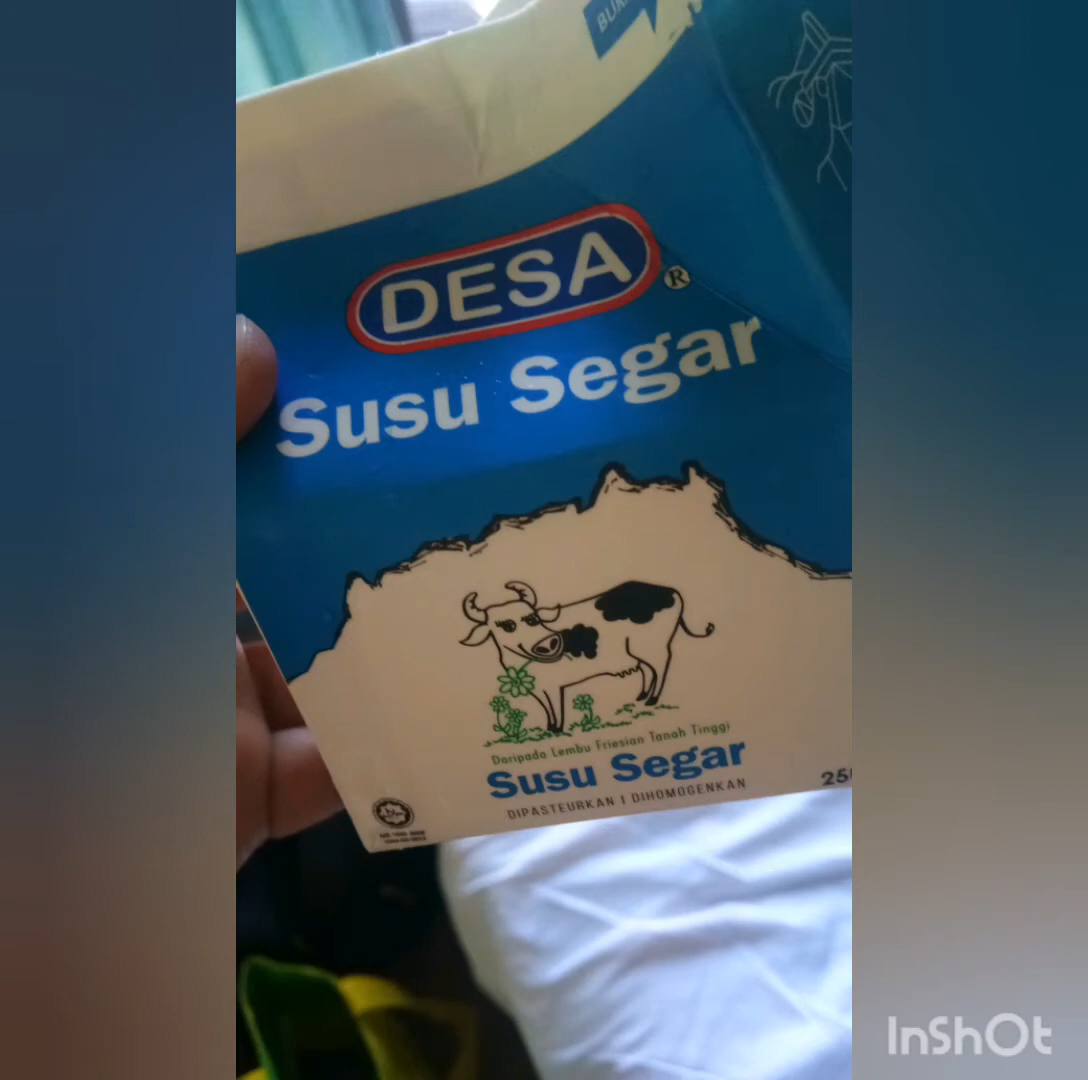 DESA
®
Susu Segar
Daripada Lembu Friesian Tanah Tinggi
Susu Segar
DIPASTEURKAN | DIHOMOGENKAN
InShOt